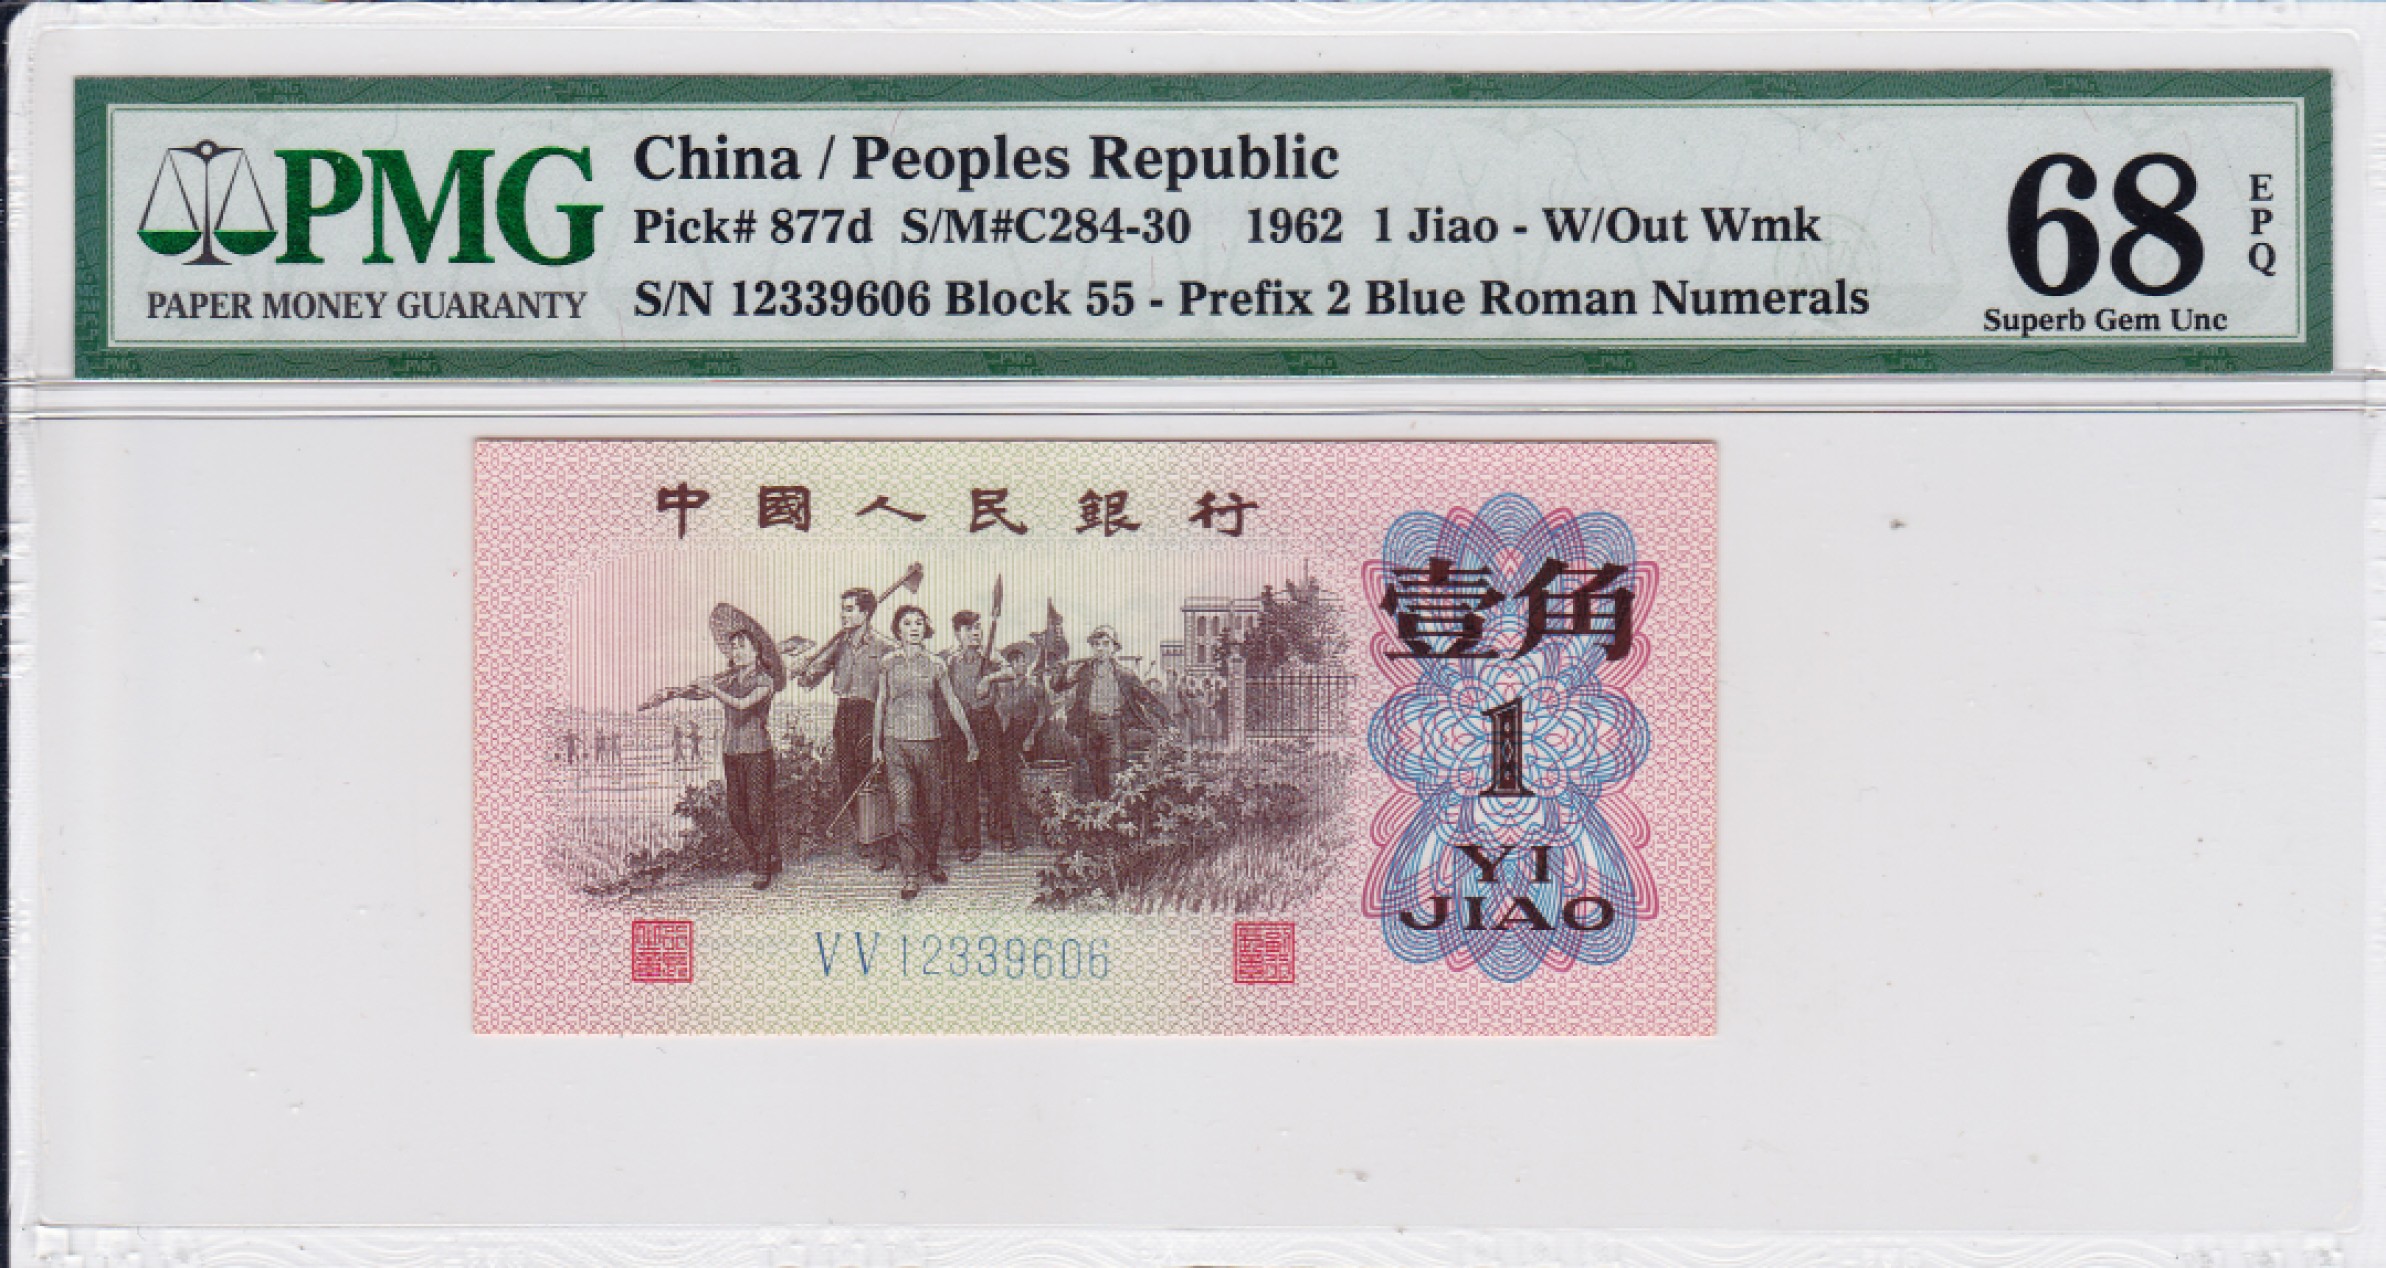 PMG
PAPER MONEY GUARANTY
China / Peoples Republic
Pick# 877d S/M#C284-30 1962 1 Jiao - W/Out Wmk
S/N 12339606 Block 55 - Prefix 2 Blue Roman Numerals
68
EPQ
Superb Gem Unc
中國人民銀行
壹角
1
YI
JIAO
VV12339606